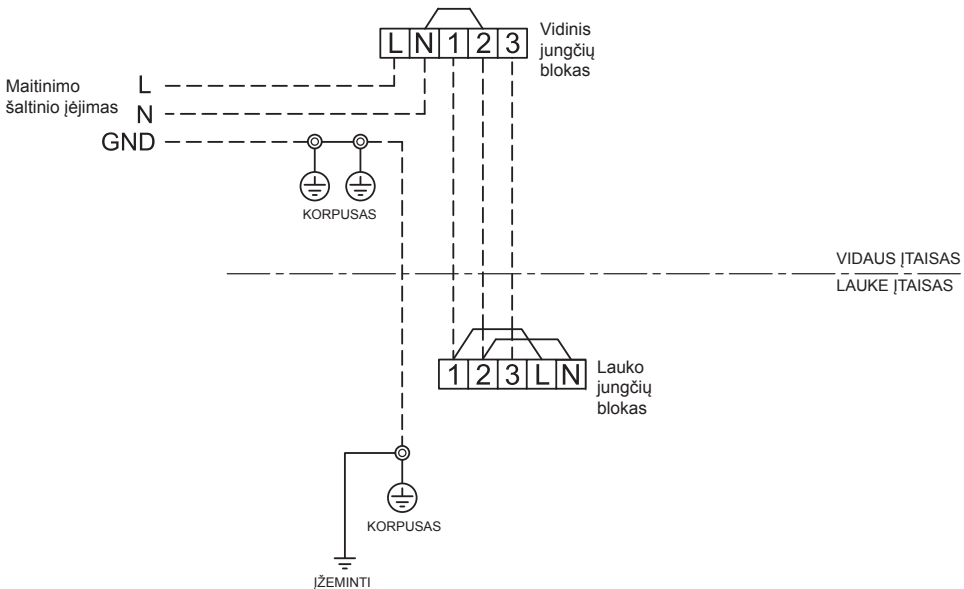 L N 1 2 3
Vidinis
jungčių
blokas
Maitinimo
šaltinio įėjimas
L
N
GND
KORPUSAS
VIDAUS ĮTAISAS
LAUKE ĮTAISAS
1 2 3 L N
Lauko
jungčių
blokas
KORPUSAS
ĮŽEMINTI